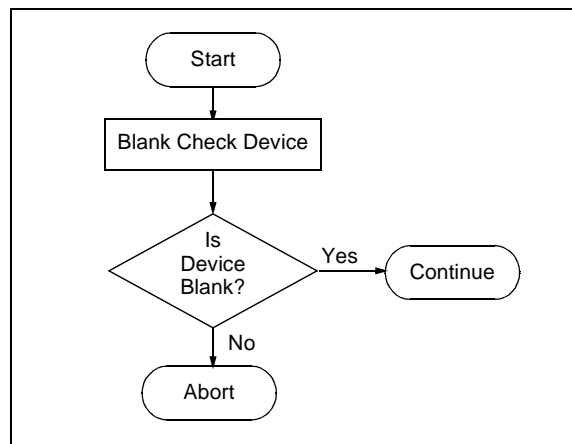 Start
Blank Check Device
Is
Device
Blank?
Yes
Continue
No
Abort